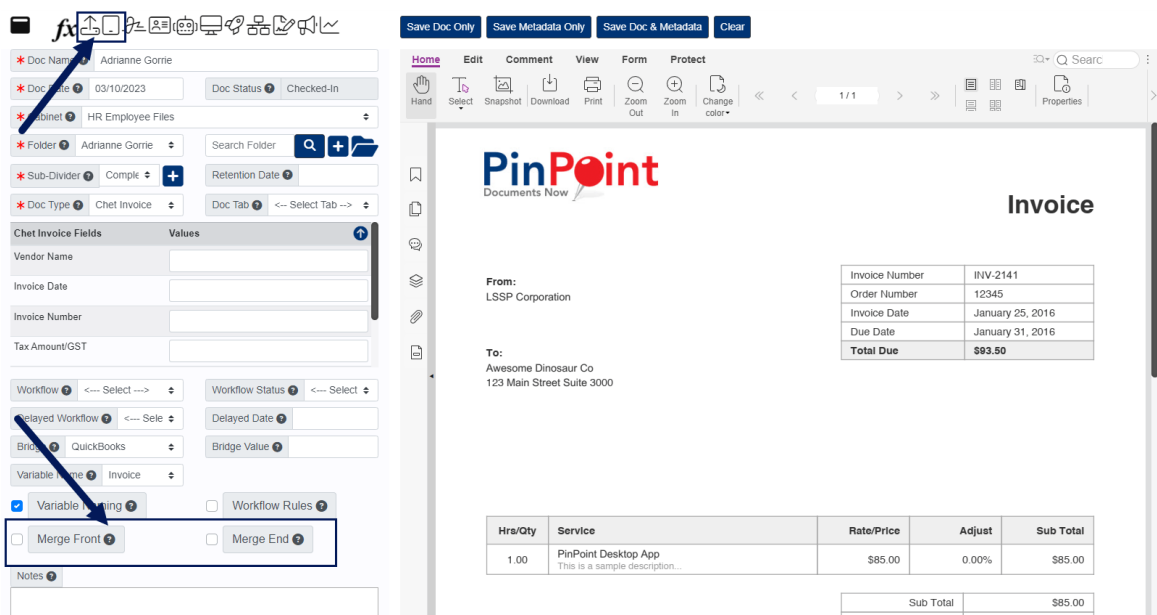 fx
Save Doc Only Save Metadata Only Save Doc & Metadata Clear
* Doc Name Adrianne Gorrie
* Doc Date 03/10/2023 Doc Status Checked-In
* Cabinet HR Employee Files
* Folder Adrianne Gorrie Search Folder
* Sub-Divider Comple Retention Date
* Doc Type Chet Invoice Doc Tab <-- Select Tab -->
Chet Invoice Fields Values
Vendor Name
Invoice Date
Invoice Number
Tax Amount/GST
Workflow <--- Select ---> Workflow Status <--- Select
Delayed Workflow <--- Sele Delayed Date
Bridge QuickBooks Bridge Value
Variable Name Invoice
Variable Naming Workflow Rules
Merge Front Merge End
Notes
Home Edit Comment View Form Protect Searc
Hand Select Snapshot Download Print Zoom Out Zoom In Change color 1/1 Properties
PinPoint
Documents Now
Invoice
From:
LSSP Corporation
To:
Awesome Dinosaur Co
123 Main Street Suite 3000
Invoice Number INV-2141
Order Number 12345
Invoice Date January 25, 2016
Due Date January 31, 2016
Total Due $93.50
Hrs/Qty Service Rate/Price Adjust Sub Total
1.00 PinPoint Desktop App $85.00 0.00% $85.00
This is a sample description...
Sub Total $85.00